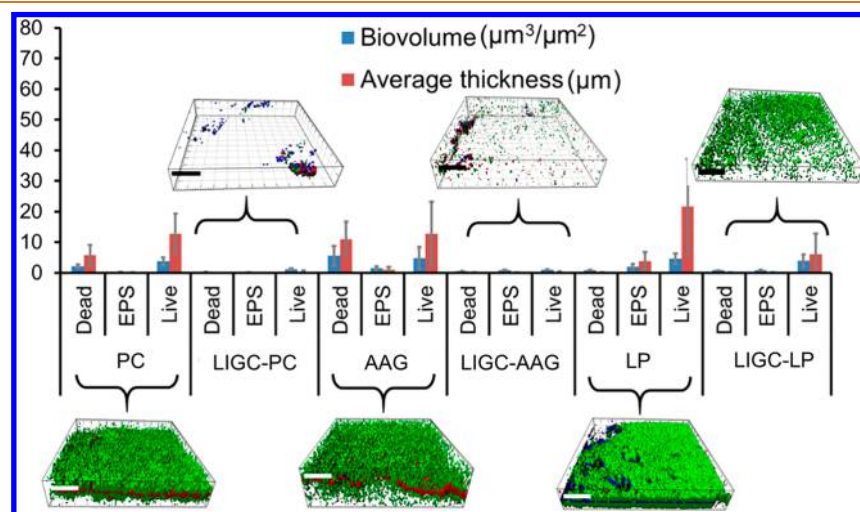 80
70
60
50
40
30
20
10
0
Biovolume (µm³/µm²)
Average thickness (µm)
Dead EPS Live Dead EPS Live Dead EPS Live Dead EPS Live Dead EPS Live Dead EPS Live
PC LIGC-PC AAG LIGC-AAG LP LIGC-LP